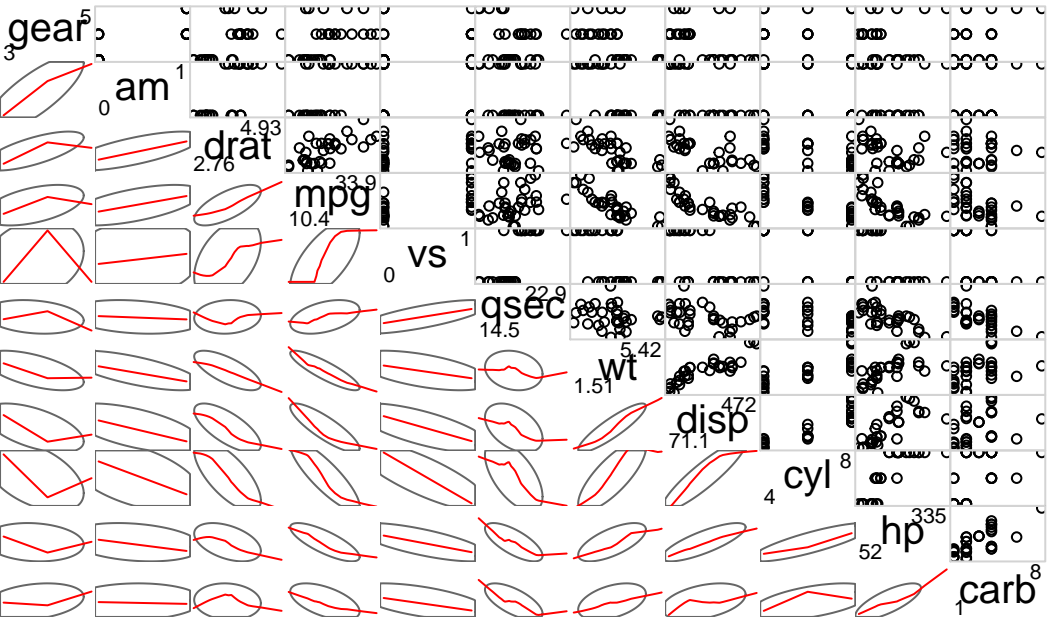 gear 5
3
am 1
0
4.93
drat
2.76
33.9
mpg
10.4
1
vs
0
22.9
qsec
14.5
5.42
wt
1.51
472
disp
71.1
8
cyl
4
335
hp
52
8
carb
1